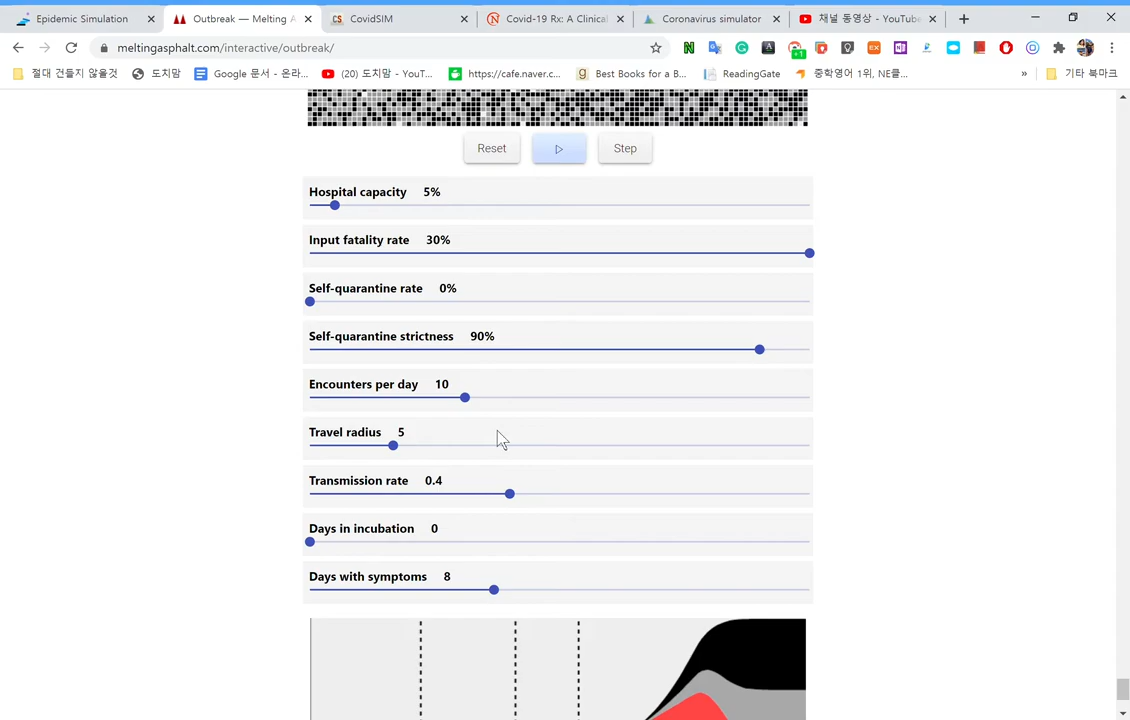 Epidemic Simulation
Outbreak — Melting A
CovidSIM
Covid-19 Rx: A Clinical
Coronavirus simulator
채널 동영상 - YouTube
meltingasphalt.com/interactive/outbreak/
절대 건들지 않을것
도치맘
Google 문서 - 온라...
(20) 도치맘 - YouT...
https://cafe.naver.c...
Best Books for a B...
ReadingGate
중학영어 1위, NE클...
»
기타 북마크
Reset
Step
Hospital capacity 5%
Input fatality rate 30%
Self-quarantine rate 0%
Self-quarantine strictness 90%
Encounters per day 10
Travel radius 5
Transmission rate 0.4
Days in incubation 0
Days with symptoms 8